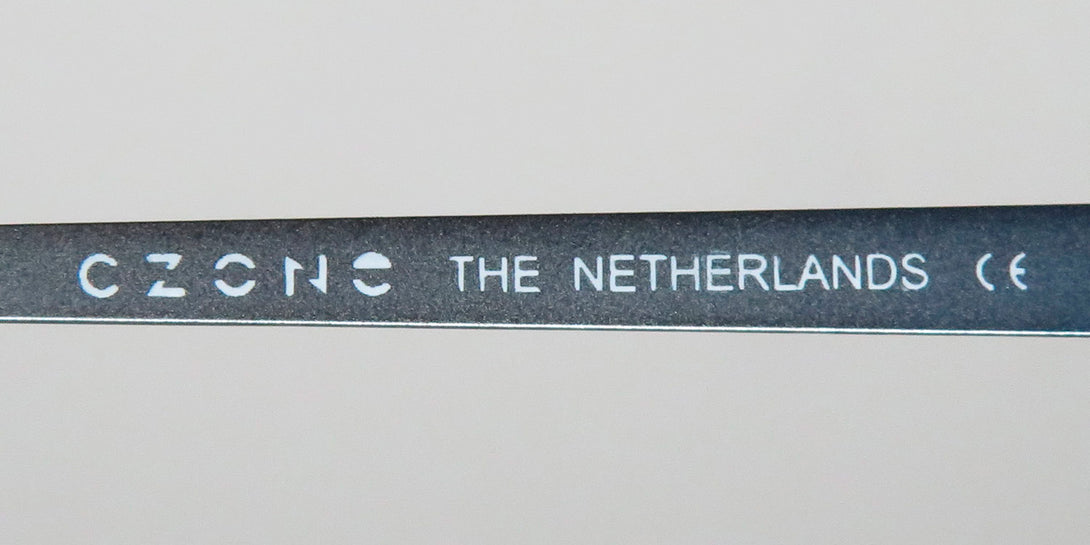 CZONE THE NETHERLANDS CE